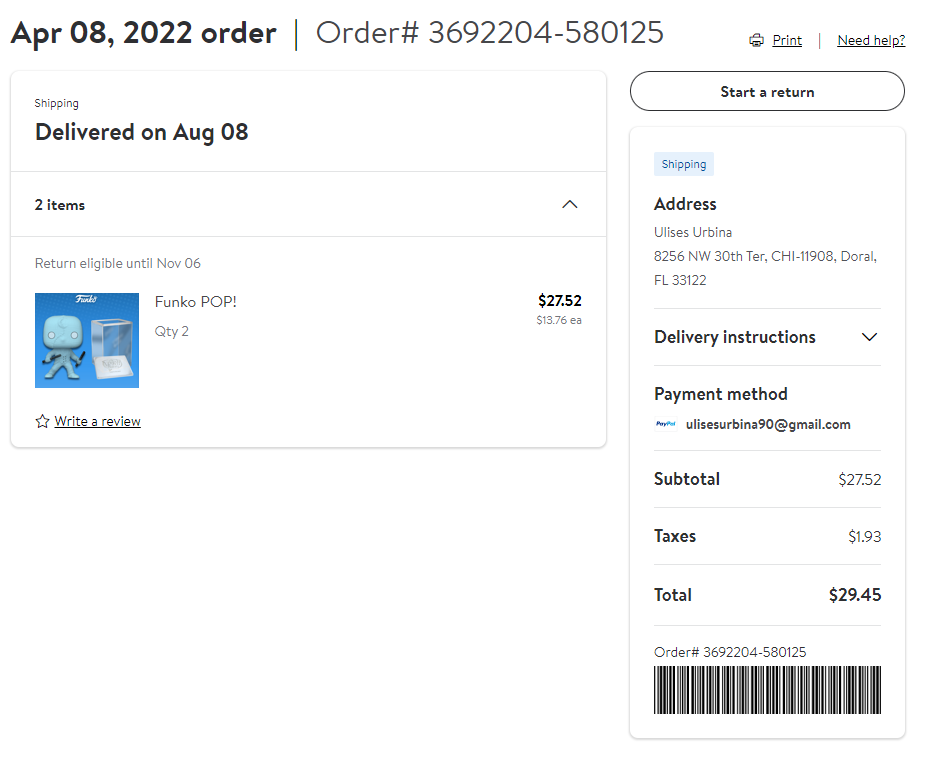 Apr 08, 2022 order | Order# 3692204-580125
Print | Need help?
Shipping
Delivered on Aug 08
2 items
Return eligible until Nov 06
Funko
Funko POP!
$27.52
Qty 2
$13.76 ea
Write a review
Start a return
Shipping
Address
Ulises Urbina
8256 NW 30th Ter, CHI-11908, Doral,
FL 33122
Delivery instructions
Payment method
PayPal ulisesurbina90@gmail.com
Subtotal $27.52
Taxes $1.93
Total $29.45
Order# 3692204-580125